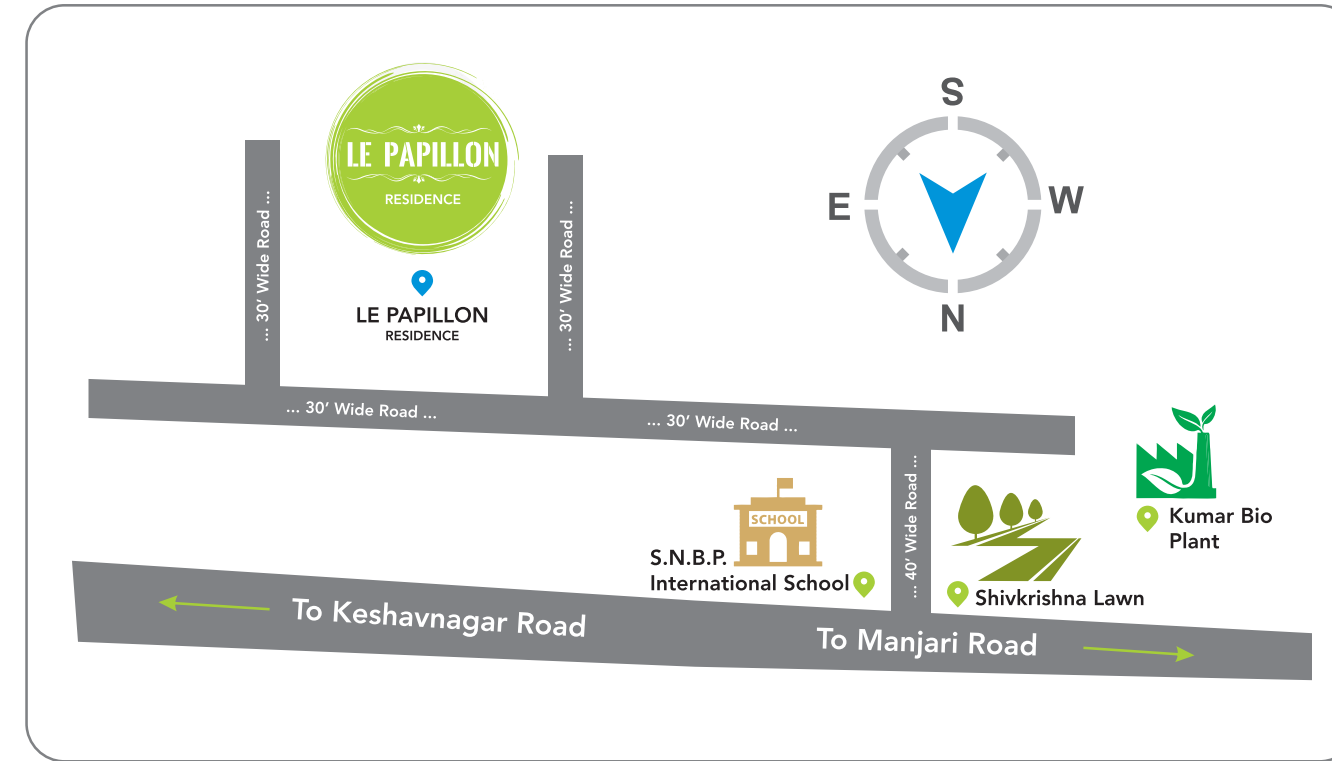 LE PAPILLON
RESIDENCE
LE PAPILLON
RESIDENCE
S
E
W
N
... 30’ Wide Road ...
... 30’ Wide Road ...
... 30’ Wide Road ...
... 30’ Wide Road ...
... 40’ Wide Road ...
SCHOOL
S.N.B.P.
International School
Shivkrishna Lawn
Kumar Bio
Plant
To Keshavnagar Road
To Manjari Road